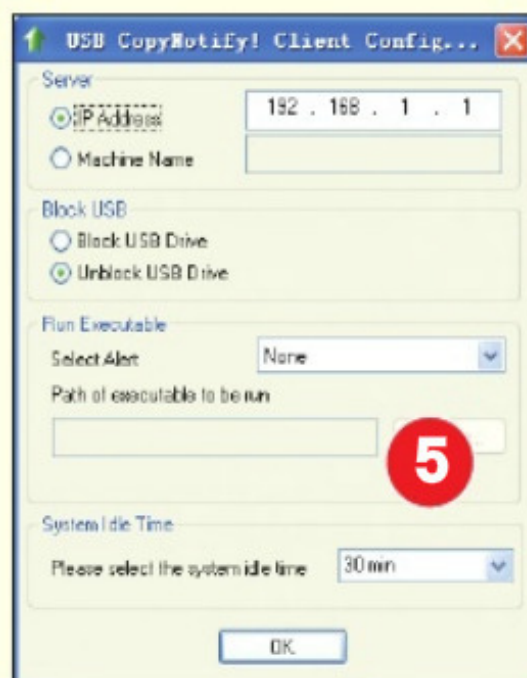 USB CopyNotify! Client Config...
Server
IP Address
192 . 168 . 1 . 1
Machine Name
Block USB
Block USB Drive
Unblock USB Drive
Run Executable
Select Alert
None
Path of executable to be run
5
System Idle Time
Please select the system idle time
30 min
OK